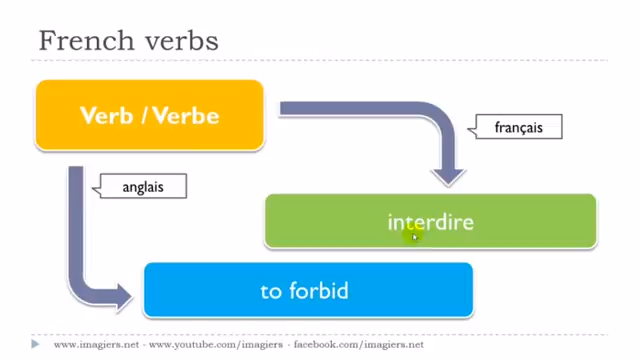 French verbs
Verb / Verbe
français
anglais
interdire
to forbid
www.imagiers.net - www.youtube.com/imagiers - facebook.com/imagiers.net